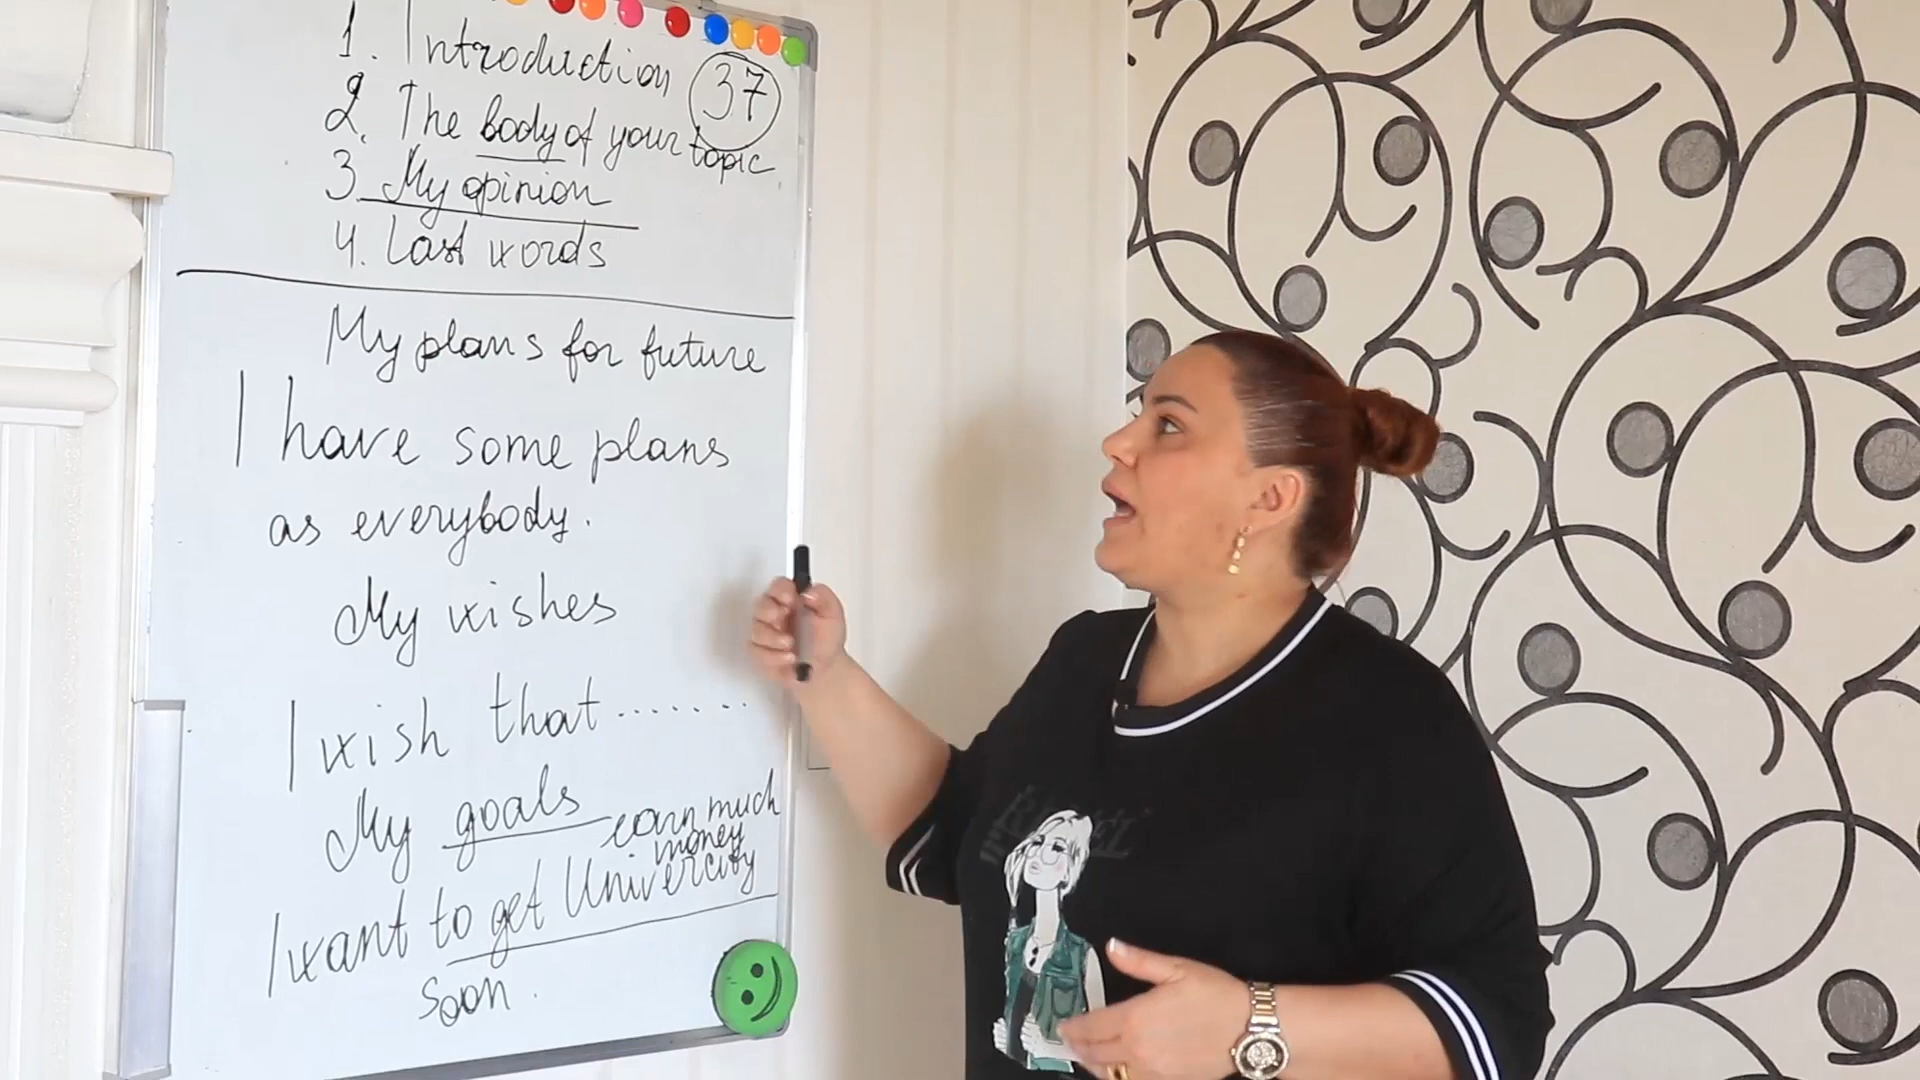 1. Introduction
37
2. The body of your topic
3. My opinion
4. Last words
My plans for future
I have some plans
as everybody.
My wishes
I wish that........
My goals
earn much
money
I want to get Univercity
soon.